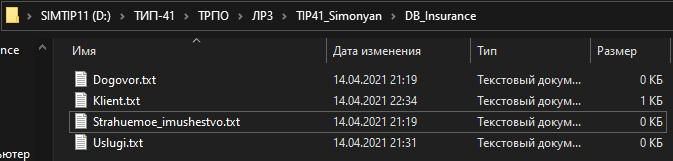 SIMTIP11 (D:) > ТИП-41 > ТРПО > ЛР3 > TIP41_Simonyan > DB_Insurance
Имя Дата изменения Тип Размер
nce
Dogovor.txt 14.04.2021 21:19 Текстовый докум... 0 КБ
Klient.txt 14.04.2021 22:34 Текстовый докум... 1 КБ
Strahuemoe_imushestvo.txt 14.04.2021 21:19 Текстовый докум... 0 КБ
Uslugi.txt 14.04.2021 21:31 Текстовый докум... 0 КБ
ьютер